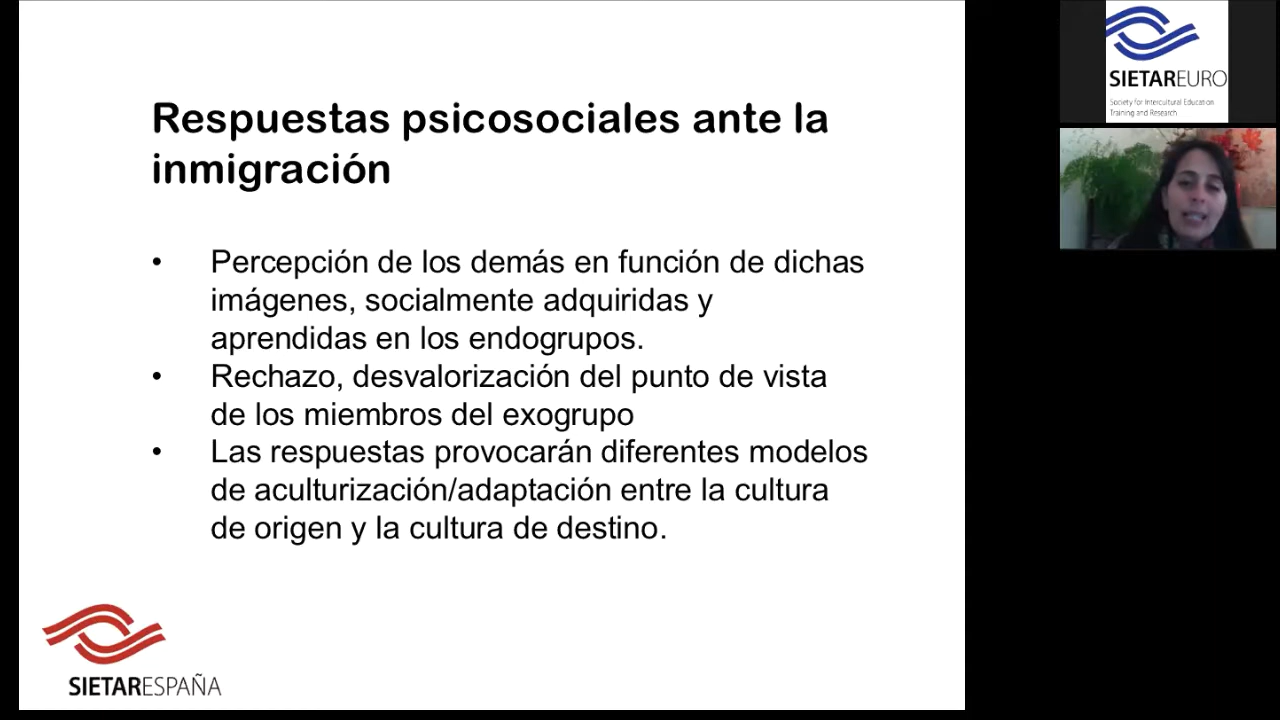 Respuestas psicosociales ante la
inmigración
• Percepción de los demás en función de dichas
imágenes, socialmente adquiridas y
aprendidas en los endogrupos.
• Rechazo, desvalorización del punto de vista
de los miembros del exogrupo
• Las respuestas provocarán diferentes modelos
de aculturización/adaptación entre la cultura
de origen y la cultura de destino.
SIETARESPAÑA
SIETAREURO
Society for Intercultural Education
Training and Research